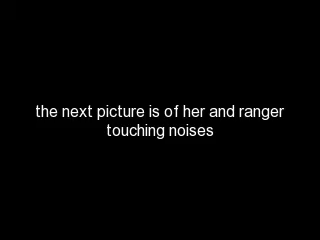 the next picture is of her and ranger
touching noises